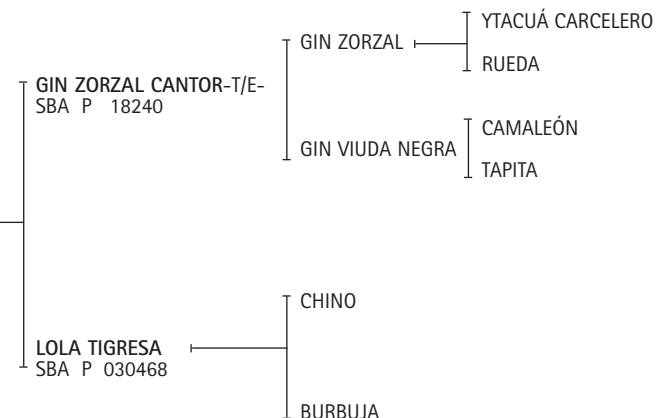 YTACUÁ CARCELERO
GIN ZORZAL
RUEDA
GIN ZORZAL CANTOR-T/E-
SBA P 18240
CAMALEÓN
GIN VIUDA NEGRA
TAPITA
CHINO
LOLA TIGRESA
SBA P 030468
BURBUJA